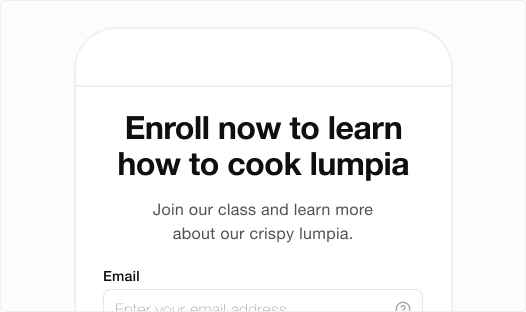 Enroll now to learn
how to cook lumpia
Join our class and learn more
about our crispy lumpia.
Email
Enter your email address